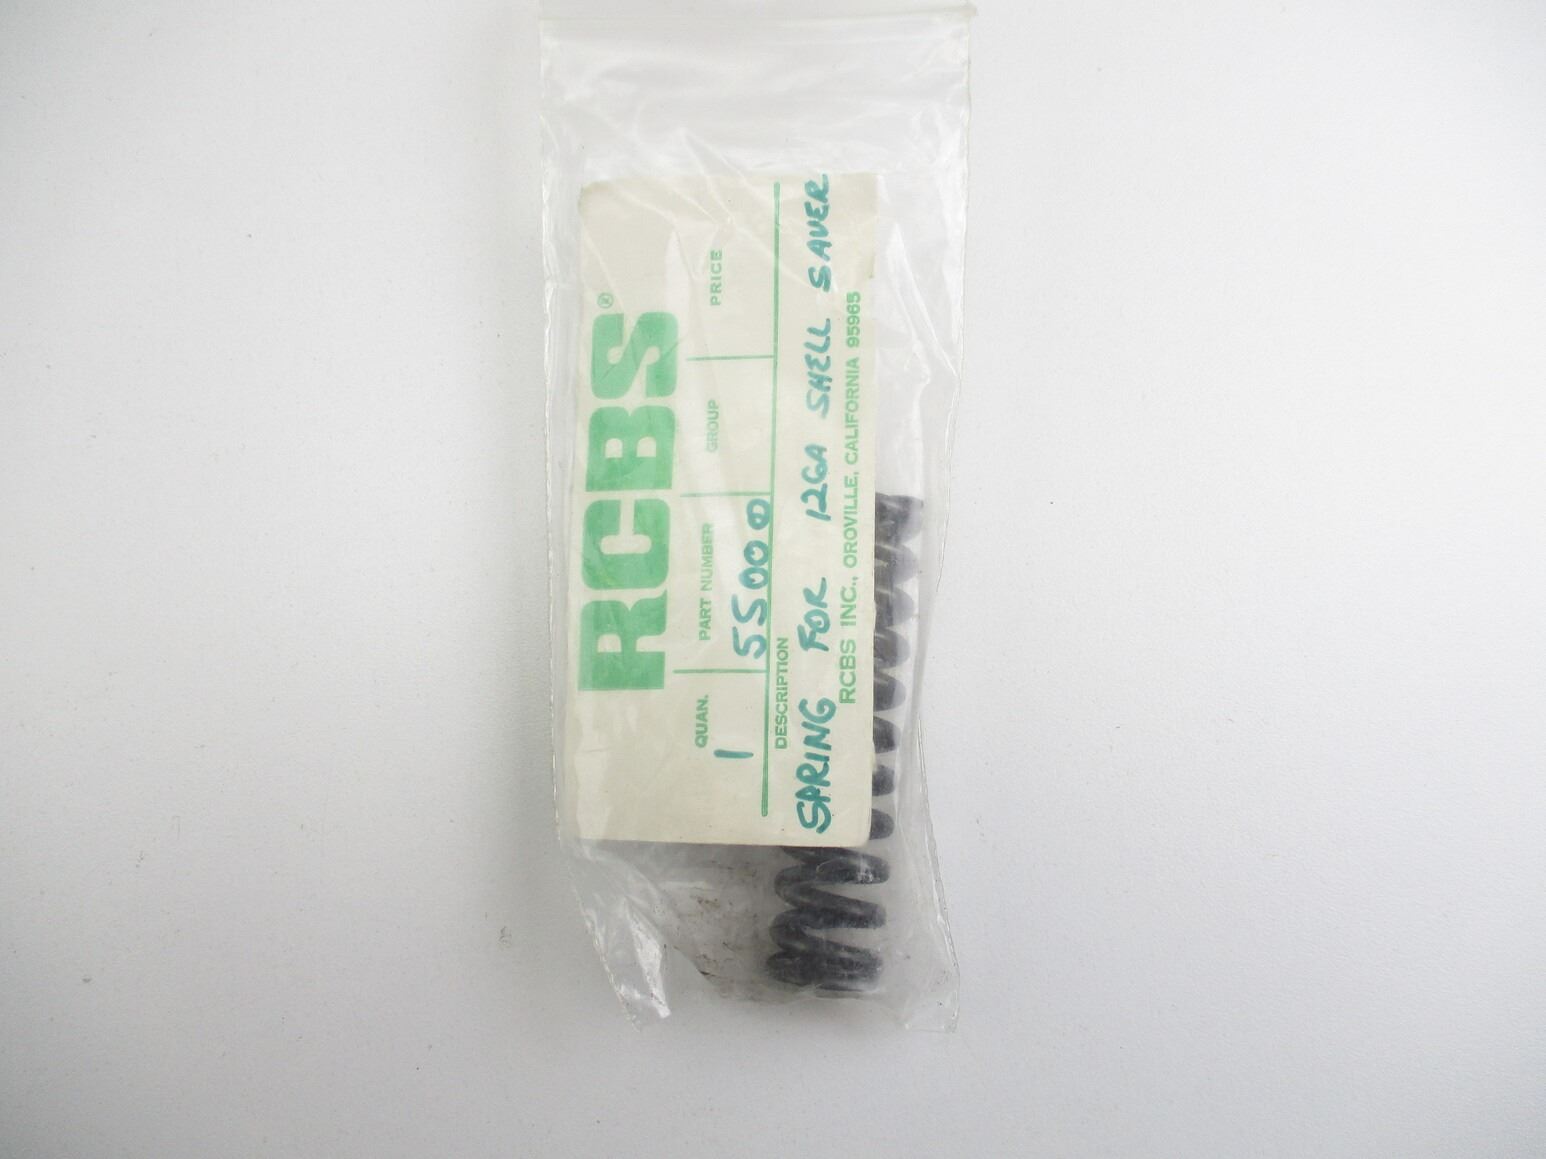 RCBS®
QUAN. PART NUMBER GROUP PRICE
1 55000
DESCRIPTION
SPRING FOR 12GA SHELL SAVER
RCBS INC., OROVILLE, CALIFORNIA 95965